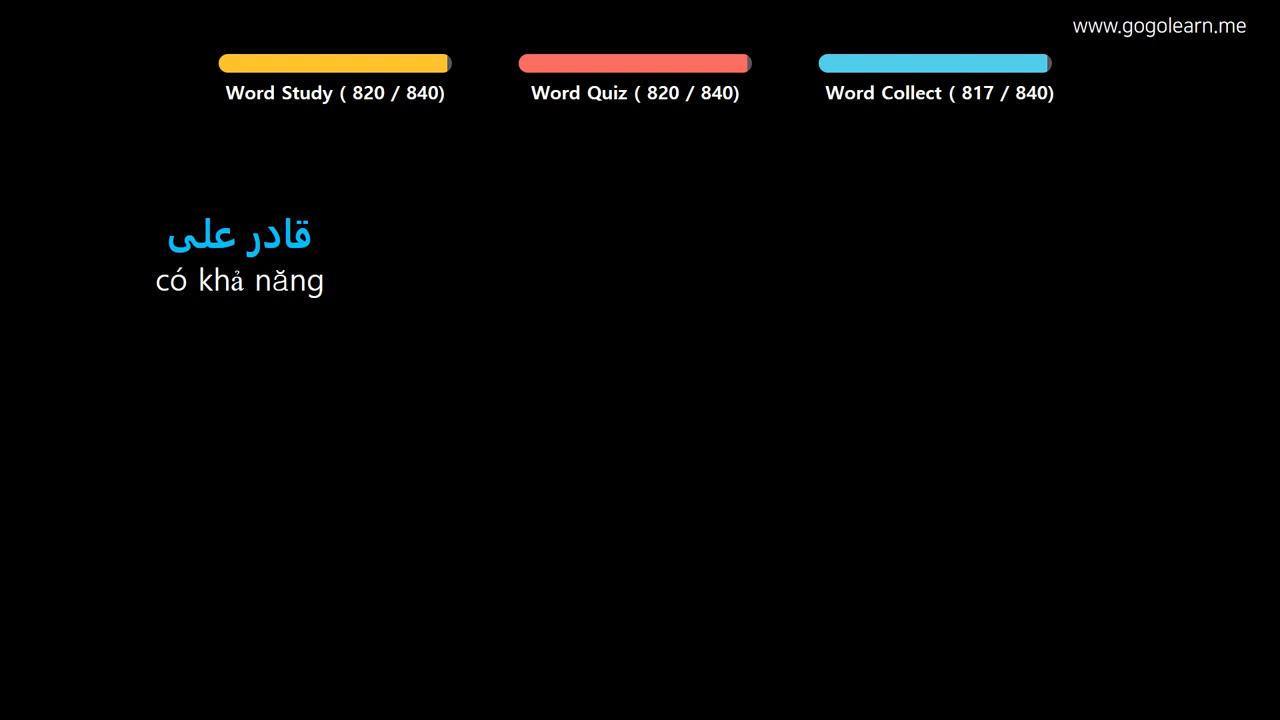 www.gogolearn.me
Word Study ( 820 / 840)
Word Quiz ( 820 / 840)
Word Collect ( 817 / 840)
قادر على
có khả năng